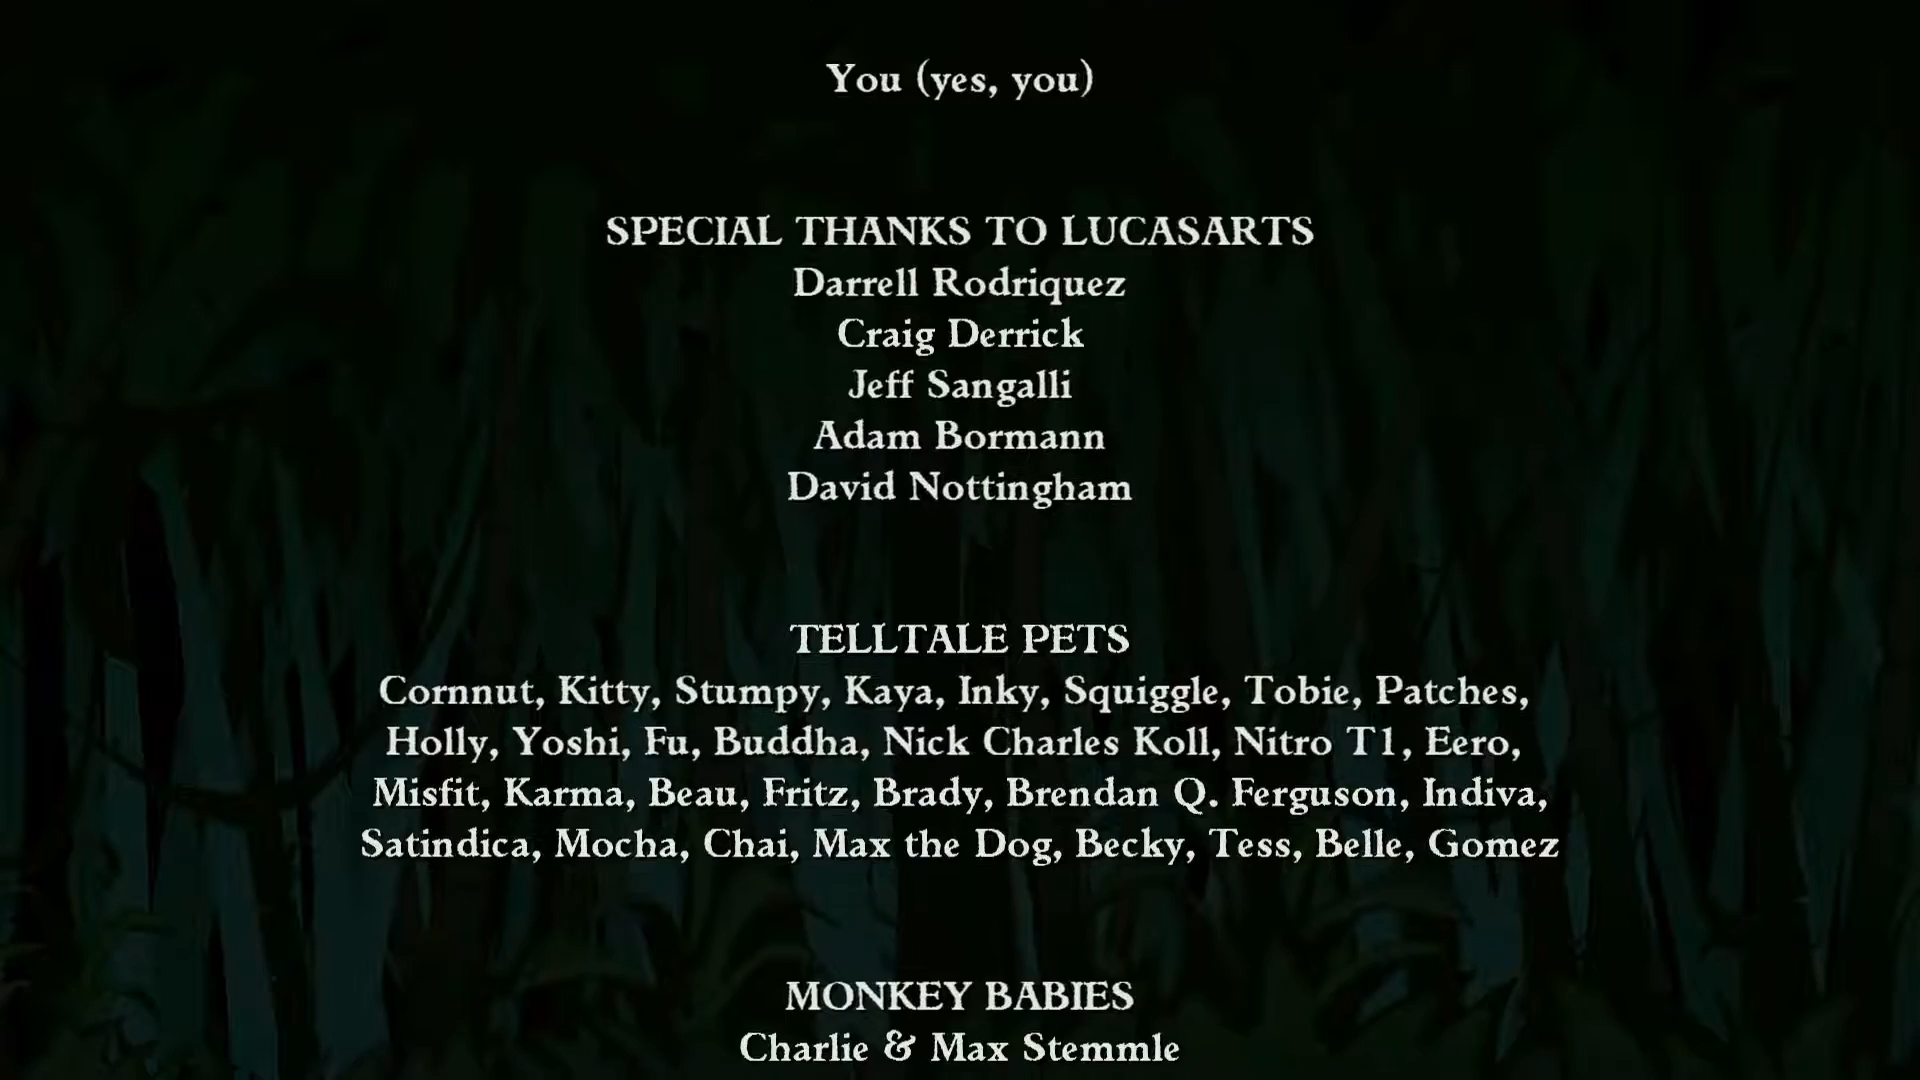 You (yes, you)
SPECIAL THANKS TO LUCASARTS
Darrell Rodriquez
Craig Derrick
Jeff Sangalli
Adam Bormann
David Nottingham
TELLTALE PETS
Cornnut, Kitty, Stumpy, Kaya, Inky, Squiggle, Tobie, Patches,
Holly, Yoshi, Fu, Buddha, Nick Charles Koll, Nitro T1, Eero,
Misfit, Karma, Beau, Fritz, Brady, Brendan Q. Ferguson, Indiva,
Satindica, Mocha, Chai, Max the Dog, Becky, Tess, Belle, Gomez
MONKEY BABIES
Charlie & Max Stemmle